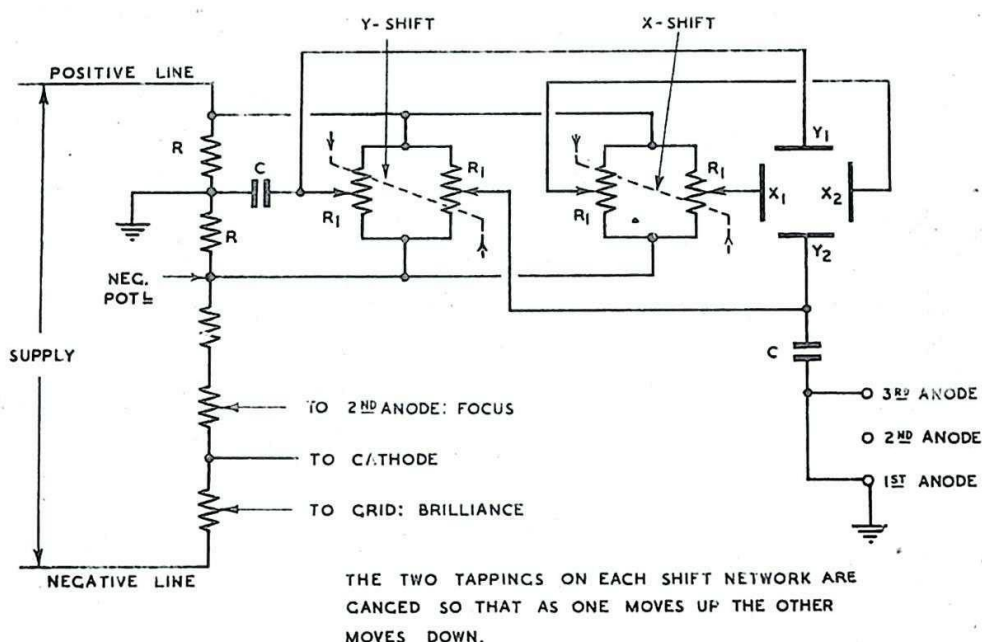 Y-SHIFT
X-SHIFT
POSITIVE LINE
R
C
R1
R1
R1
R1
Y1
X1
X2
Y2
R
NEG.
POTL
SUPPLY
C
TO 2ND ANODE: FOCUS
3RD ANODE
2ND ANODE
TO CATHODE
1ST ANODE
TO GRID: BRILLIANCE
NEGATIVE LINE
THE TWO TAPPINGS ON EACH SHIFT NETWORK ARE
GANGED SO THAT AS ONE MOVES UP THE OTHER
MOVES DOWN.